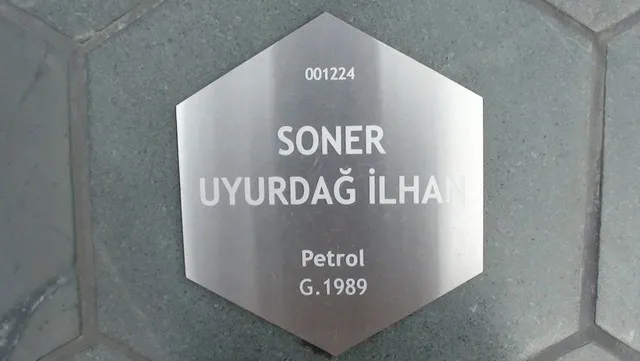 001224
SONER
UYURDAĞ İLHAN
Petrol
G.1989